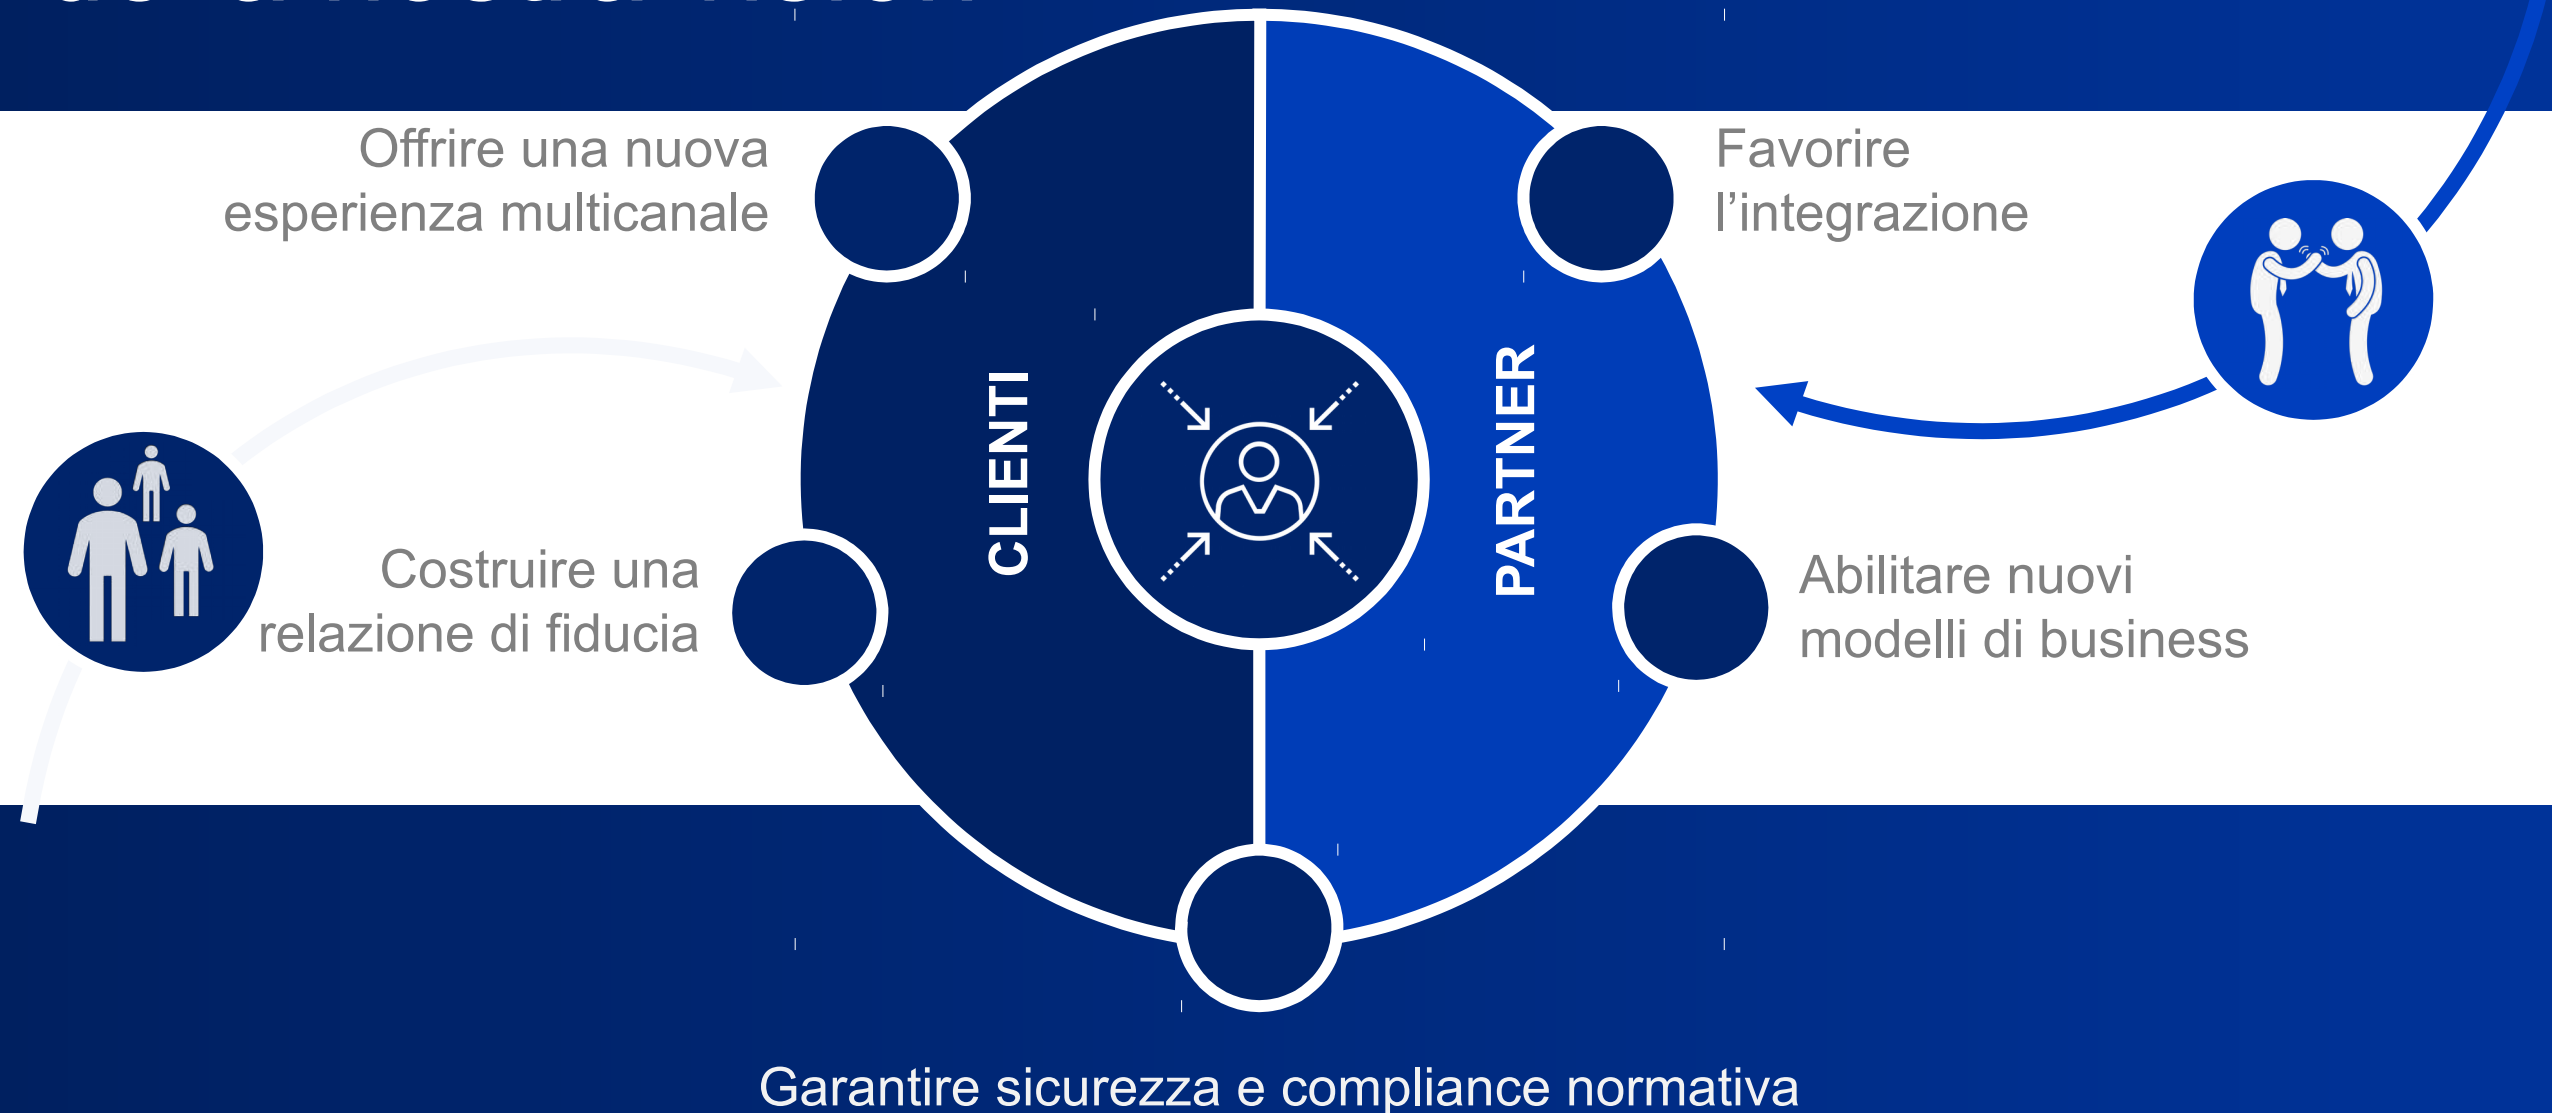 Offrire una nuova
esperienza multicanale
Favorire
l’integrazione
CLIENTI
PARTNER
Costruire una
relazione di fiducia
Abilitare nuovi
modelli di business
Garantire sicurezza e compliance normativa